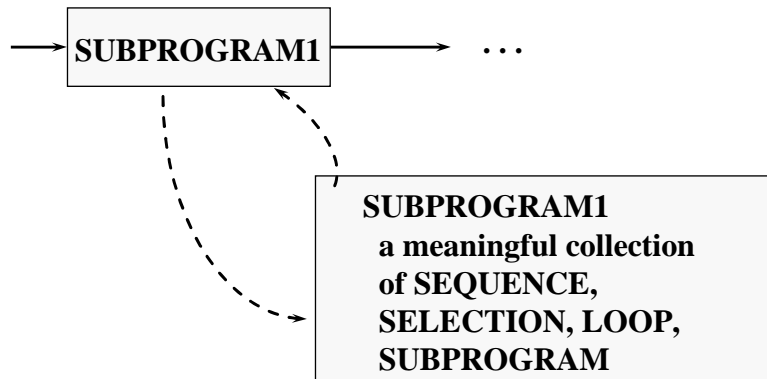 SUBPROGRAM1 ...
SUBPROGRAM1
a meaningful collection
of SEQUENCE,
SELECTION, LOOP,
SUBPROGRAM